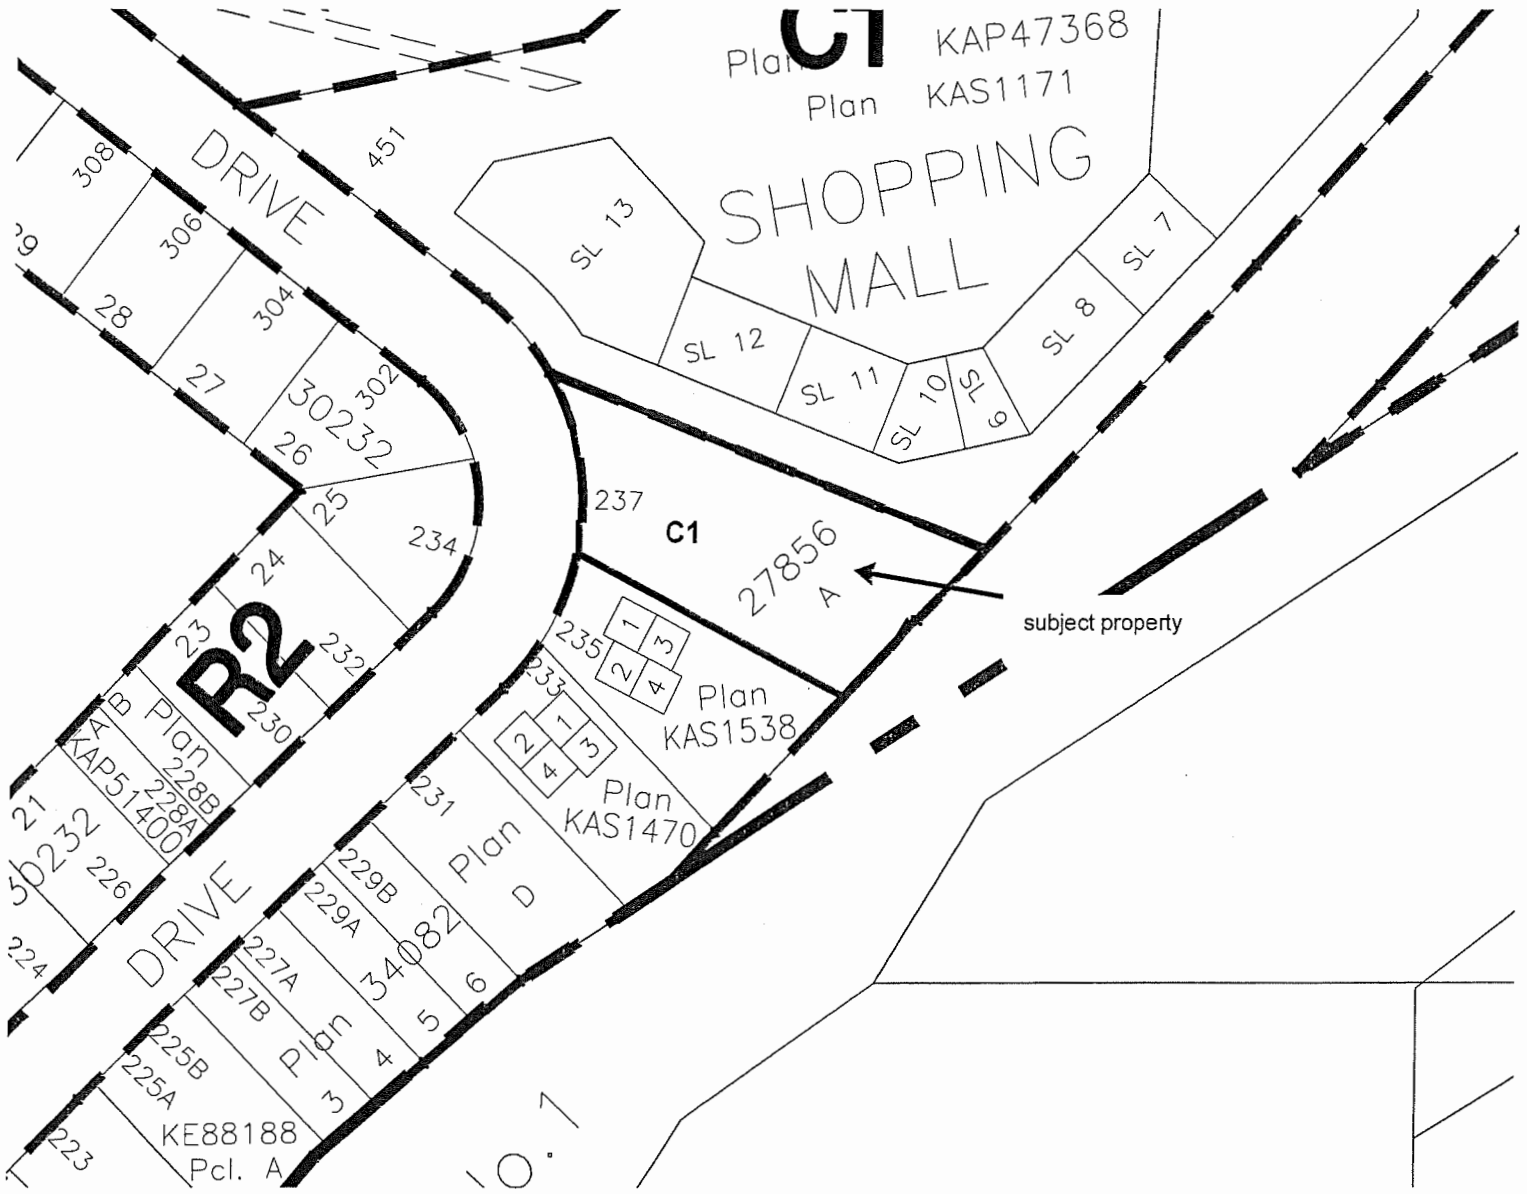 C1
Plan KAP47368
Plan KAS1171
SHOPPING
MALL
DRIVE
451
308
306
304
302
28
27
26
30232
25
234
24
23
232
230
R2
SL 13
SL 12
SL 11
SL 10
SL 9
SL 8
SL 7
237
C1
27856
A
subject property
235
1
3
2
4
Plan
KAS1538
233
1
2
3
4
Plan
KAS1470
231
Plan
D
B
A
Plan
KAP51400
228B
228A
21
30232
226
224
DRIVE
229B
229A
227A
227B
Plan
34082
6
5
4
3
225B
225A
KE88188
Pcl. A
223